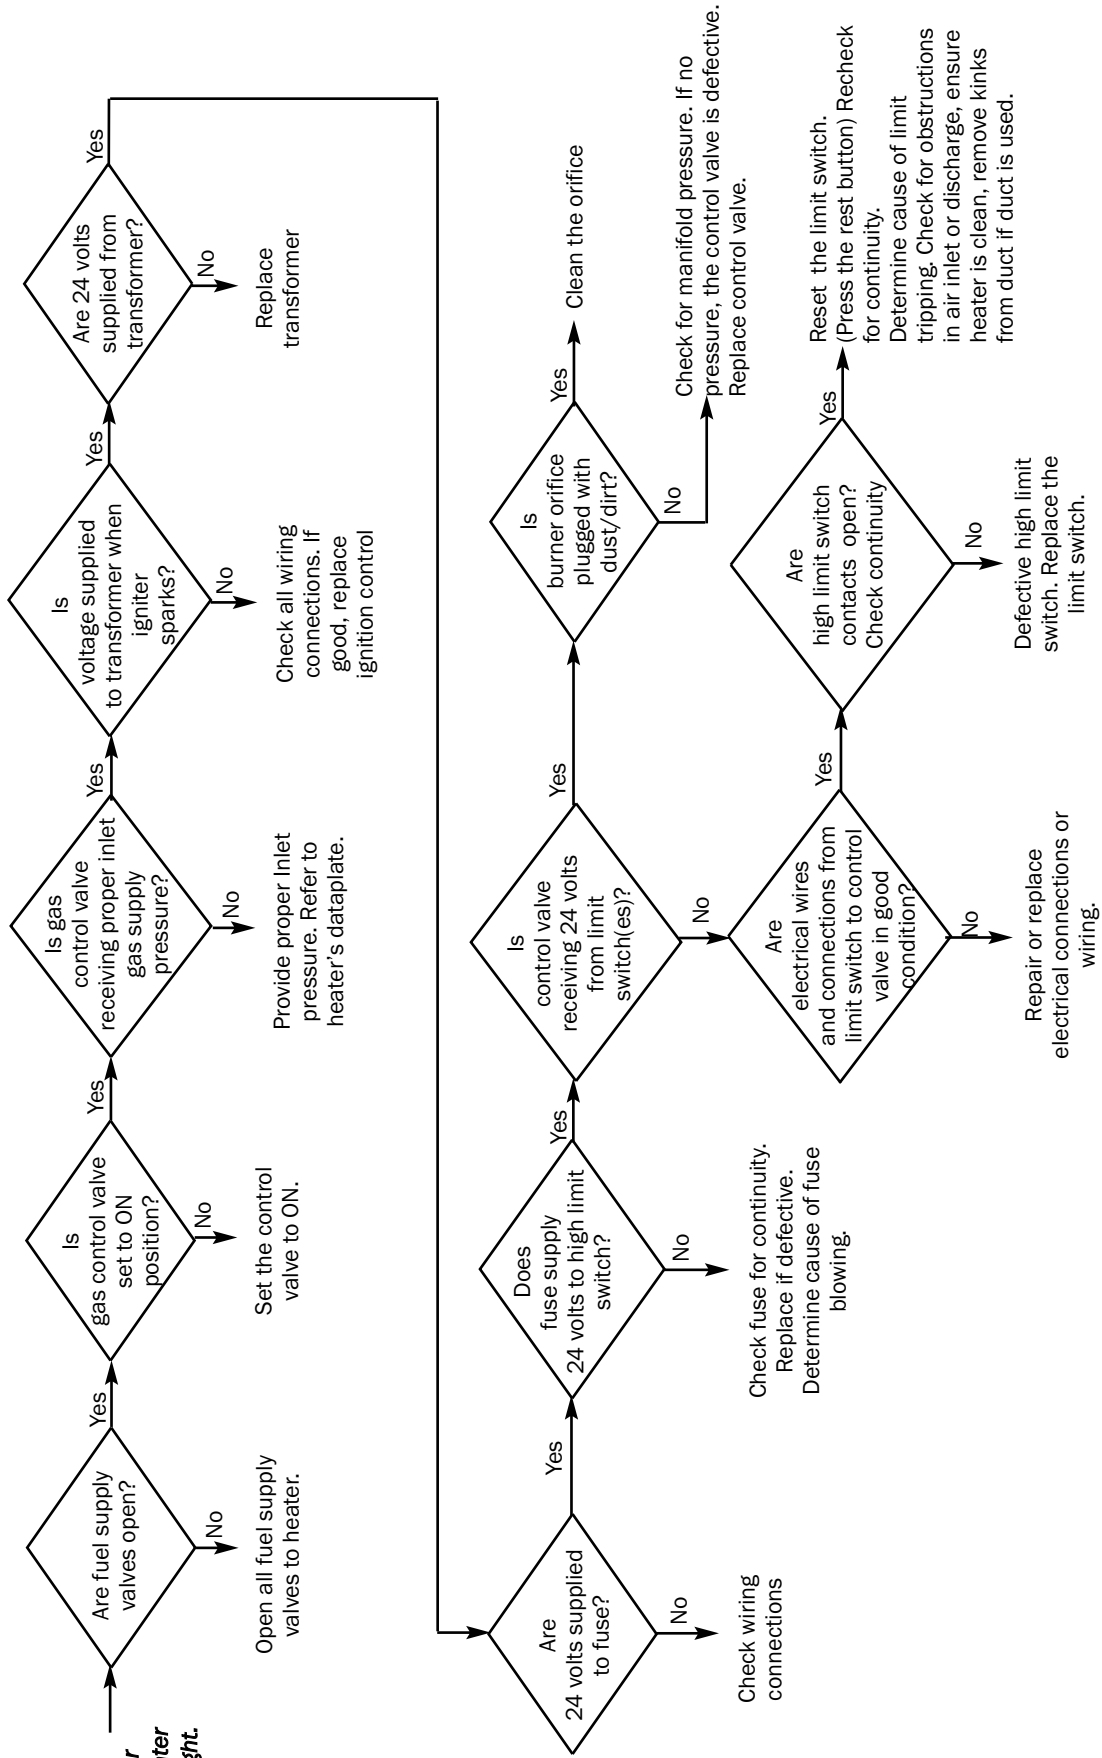 Are fuel supply
valves open?
Yes
No
Open all fuel supply
valves to heater.
Is
gas control valve
set to ON
position?
Yes
No
Set the control
valve to ON.
Is gas
control valve
receiving proper inlet
gas supply
pressure?
Yes
No
Provide proper Inlet
pressure. Refer to
heater's dataplate.
Is
voltage supplied
to transformer when
igniter
sparks?
Yes
No
Check all wiring
connections. If
good, replace
ignition control
Are 24 volts
supplied from
transformer?
Yes
No
Replace
transformer
Are
24 volts supplied
to fuse?
Yes
No
Check wiring
connections
Does
fuse supply
24 volts to high limit
switch?
Yes
No
Check fuse for continuity.
Replace if defective.
Determine cause of fuse
blowing.
Is
control valve
receiving 24 volts
from limit
switch(es)?
Yes
No
Is
burner orifice
plugged with
dust/dirt?
Yes
Clean the orifice
No
Check for manifold pressure. If no
pressure, the control valve is defective.
Replace control valve.
Are
electrical wires
and connections from
limit switch to control
valve in good
condition?
Yes
No
Repair or replace
electrical connections or
wiring.
Are
high limit switch
contacts open?
Check continuity
Yes
Reset the limit switch.
(Press the rest button) Recheck
for continuity.
Determine cause of limit
tripping. Check for obstructions
in air inlet or discharge, ensure
heater is clean, remove kinks
from duct if duct is used.
No
Defective high limit
switch. Replace the
limit switch.